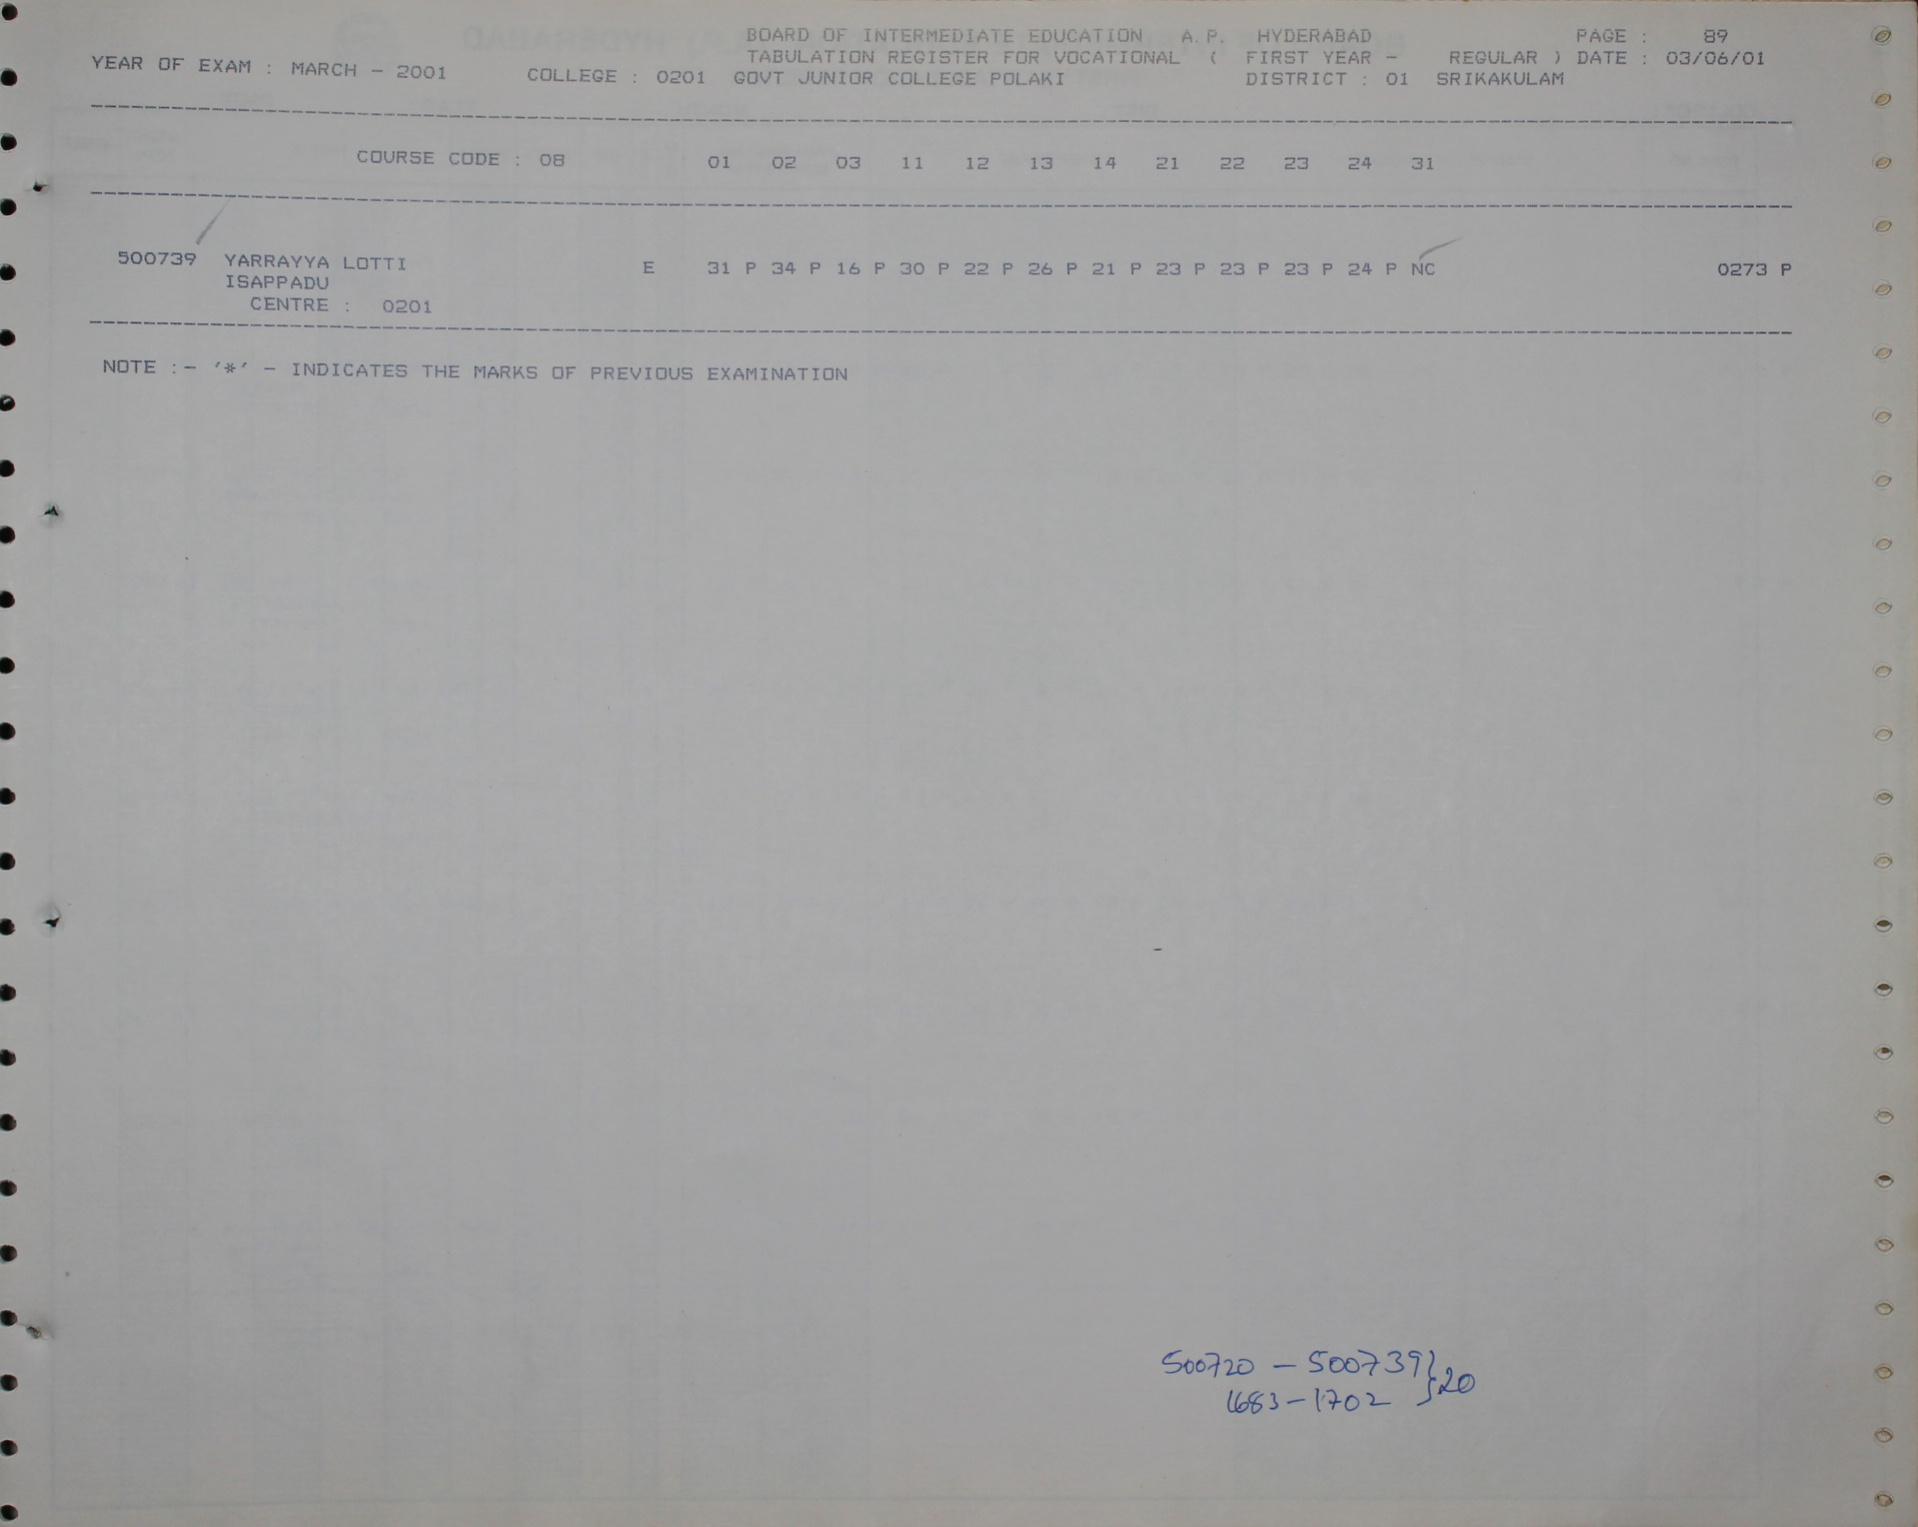 BOARD OF INTERMEDIATE EDUCATION A.P. HYDERABAD PAGE : 89
YEAR OF EXAM : MARCH - 2001 TABULATION REGISTER FOR VOCATIONAL ( FIRST YEAR - REGULAR ) DATE : 03/06/01
COLLEGE : 0201 GOVT JUNIOR COLLEGE POLAKI DISTRICT : 01 SRIKAKULAM
COURSE CODE : 08 01 02 03 11 12 13 14 21 22 23 24 31
500739 YARRAYYA LOTTI E 31 P 34 P 16 P 30 P 22 P 26 P 21 P 23 P 23 P 23 P 24 P NC 0273 P
ISAPPADU
CENTRE : 0201
NOTE :- '*' - INDICATES THE MARKS OF PREVIOUS EXAMINATION
500720 - 500739 } 20
1683-1702